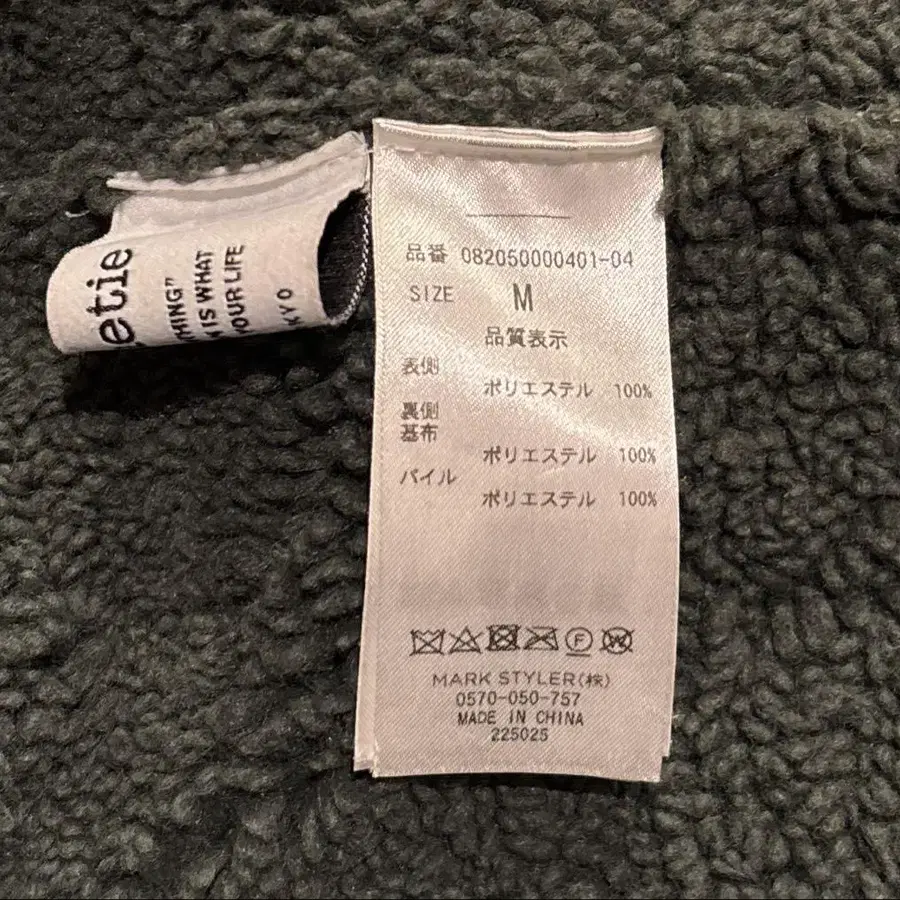 etie
HING"
IS WHAT
YOUR LIFE
KYO
品番 082050000401-04
SIZE M
品質表示
表側
ポリエステル 100%
裏側
基布
ポリエステル 100%
パイル
ポリエステル 100%
F
W
MARK STYLER(株)
0570-050-757
MADE IN CHINA
225025